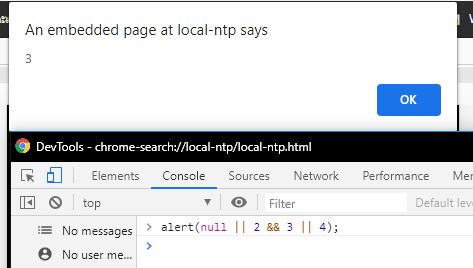 An embedded page at local-ntp says
3
OK
DevTools - chrome-search://local-ntp/local-ntp.html
Elements Console Sources Network Performance Mem
top Filter Default leve
No messages
No user me...
> alert(null || 2 && 3 || 4);
>